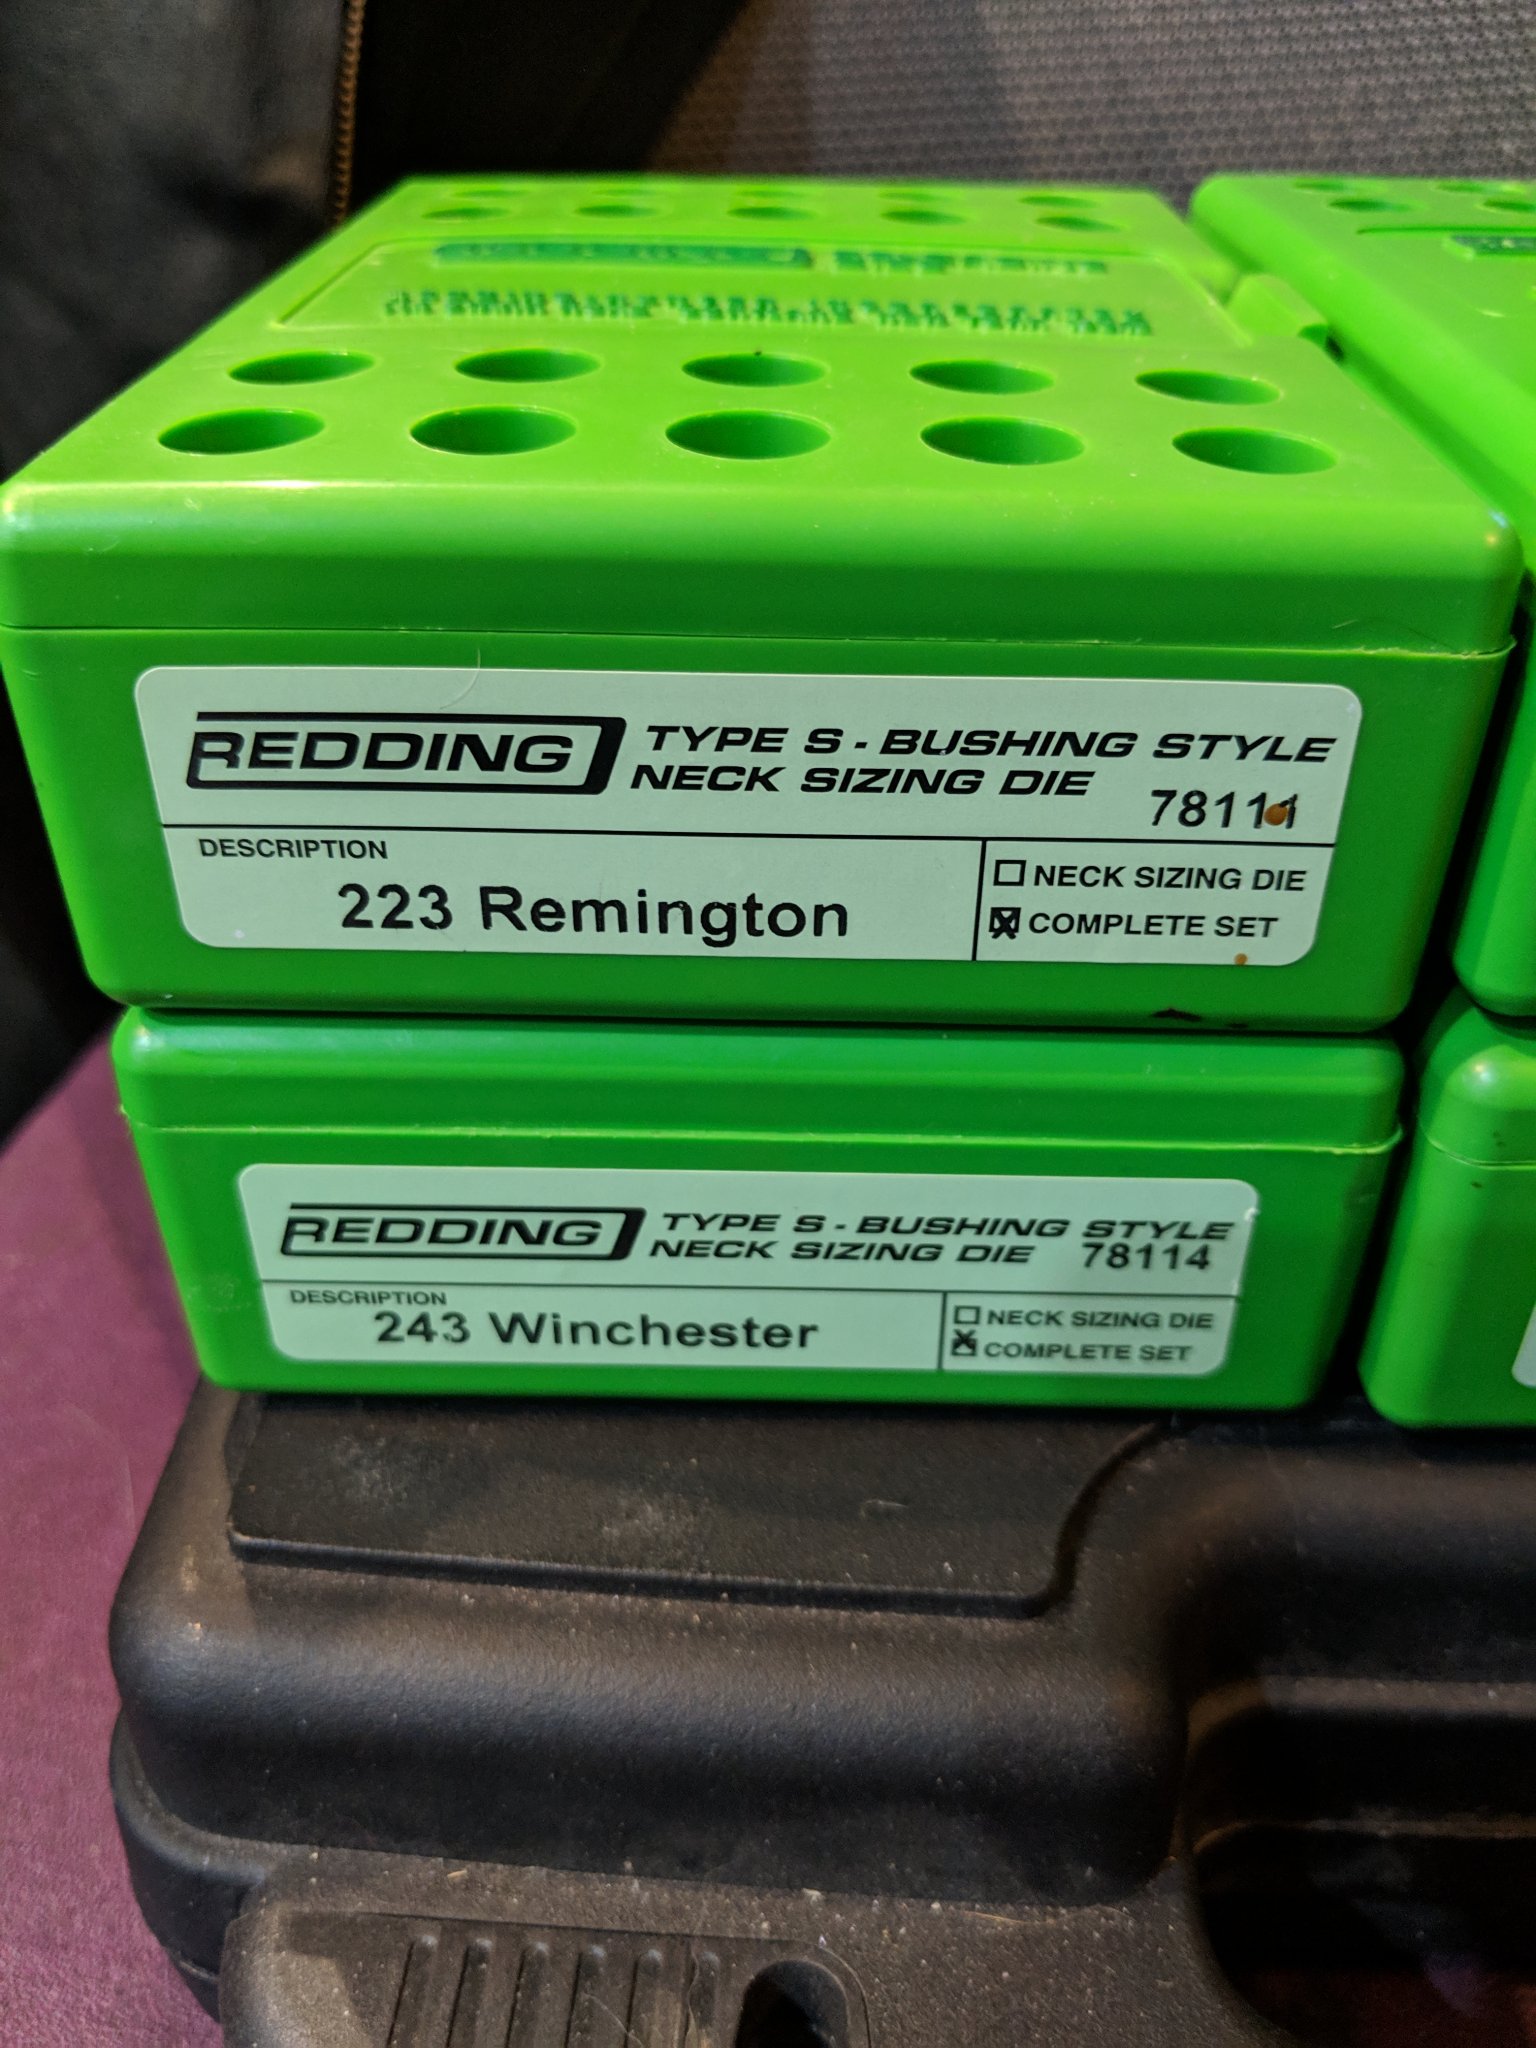 REDDING TYPE S - BUSHING STYLE
NECK SIZING DIE
78111
DESCRIPTION
223 Remington
NECK SIZING DIE
COMPLETE SET
REDDING TYPE S - BUSHING STYLE
NECK SIZING DIE 78114
DESCRIPTION
243 Winchester
NECK SIZING DIE
COMPLETE SET